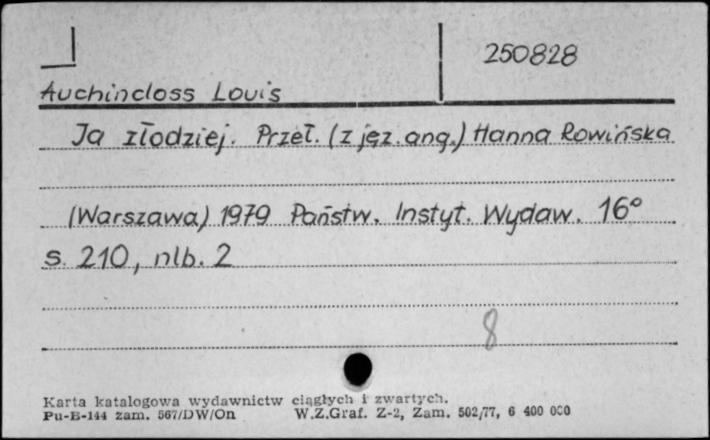 250828
Auchincloss Louis
Ja złodziej. Przeł. (z jęz. ang.) Hanna Rowińska
(Warszawa) 1979 Państw. Instyt. Wydaw. 16°
s. 210, nlb. 2
8
Karta katalogowa wydawnictw ciągłych i zwartych.
Pu-B-144 zam. 567/DW/On W.Z.Graf. Z-2, Zam. 502/77, 6 400 000